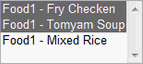 Food1 - Fry Checken
Food1 - Tomyam Soup
Food1 - Mixed Rice